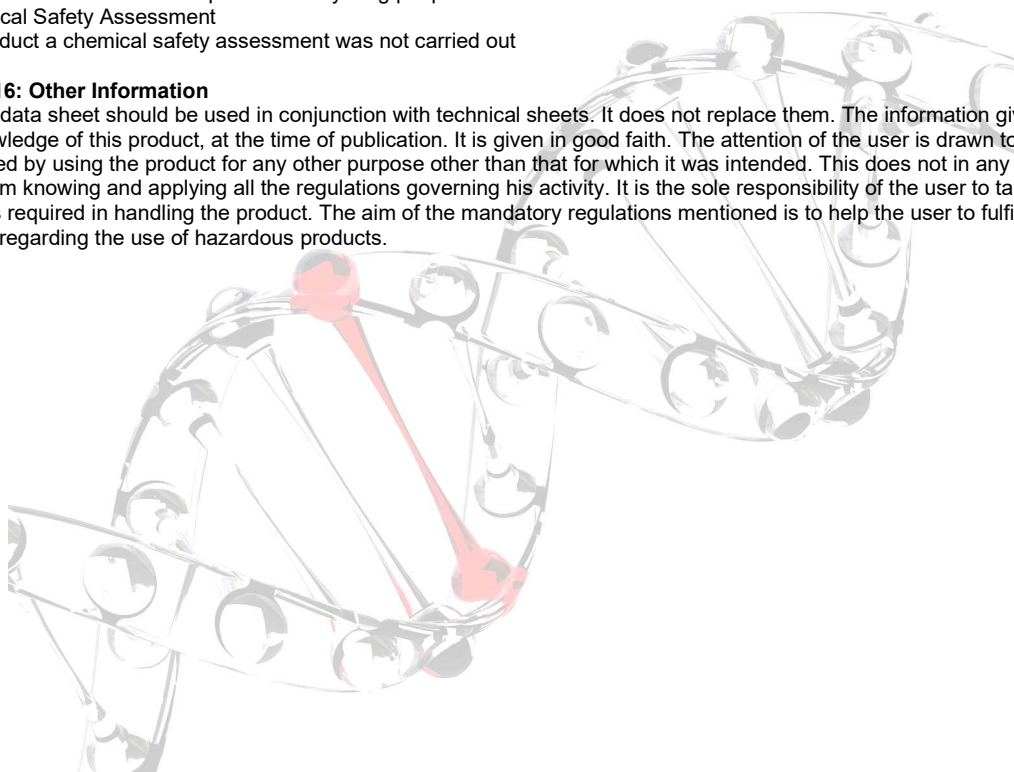 cal Safety Assessment
duct a chemical safety assessment was not carried out
16: Other Information
data sheet should be used in conjunction with technical sheets. It does not replace them. The information giv
wledge of this product, at the time of publication. It is given in good faith. The attention of the user is drawn to
ed by using the product for any other purpose other than that for which it was intended. This does not in any
m knowing and applying all the regulations governing his activity. It is the sole responsibility of the user to ta
s required in handling the product. The aim of the mandatory regulations mentioned is to help the user to fulfi
regarding the use of hazardous products.